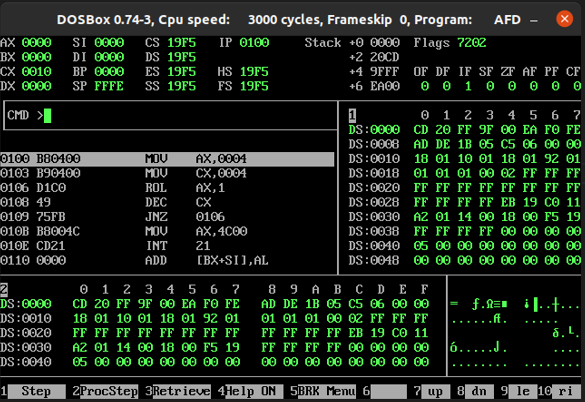 DOSBox 0.74-3, Cpu speed: 3000 cycles, Frameskip 0, Program: AFD
AX 0000 SI 0000 CS 19F5 IP 0100 Stack +0 0000 Flags 7202
BX 0000 DI 0000 DS 19F5 +2 20CD
CX 0010 BP 0000 ES 19F5 HS 19F5 +4 9FFF OF DF IF SF ZF AF PF CF
DX 0000 SP FFFE SS 19F5 FS 19F5 +6 EA00 0 0 1 0 0 0 0 0
CMD >
0100 B80400 MOV AX,0004
0103 B90400 MOV CX,0004
0106 D1C0 ROL AX,1
0108 49 DEC CX
0109 75FB JNZ 0106
010B B8004C MOV AX,4C00
010E CD21 INT 21
0110 0000 ADD [BX+SI],AL
1 0 1 2 3 4 5 6 7
DS:0000 CD 20 FF 9F 00 EA F0 FE
DS:0008 AD DE 1B 05 C5 06 00 00
DS:0010 18 01 10 01 18 01 92 01
DS:0018 01 01 01 00 02 FF FF FF
DS:0020 FF FF FF FF FF FF FF FF
DS:0028 FF FF FF FF EB 19 C0 11
DS:0030 A2 01 14 00 18 00 F5 19
DS:0038 FF FF FF FF 00 00 00 00
DS:0040 05 00 00 00 00 00 00 00
DS:0048 00 00 00 00 00 00 00 00
2 0 1 2 3 4 5 6 7 8 9 A B C D E F
DS:0000 CD 20 FF 9F 00 EA F0 FE AD DE 1B 05 C5 06 00 00
DS:0010 18 01 10 01 18 01 92 01 01 01 01 00 02 FF FF FF
DS:0020 FF FF FF FF FF FF FF FF FF FF FF FF EB 19 C0 11
DS:0030 A2 01 14 00 18 00 F5 19 FF FF FF FF 00 00 00 00
DS:0040 05 00 00 00 00 00 00 00 00 00 00 00 00 00 00 00
1 Step 2 ProcStep 3 Retrieve 4 Help ON 5 BRK Menu 6 7 up 8 dn 9 le 10 ri